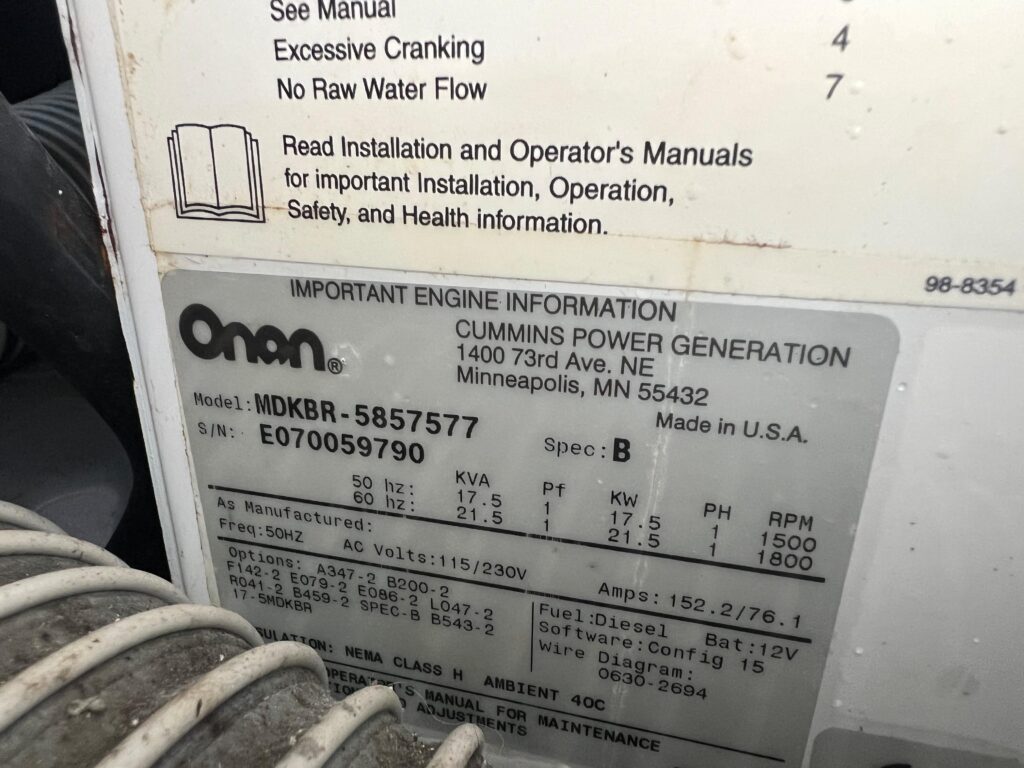 See Manual
Excessive Cranking 4
No Raw Water Flow 7
Read Installation and Operator's Manuals
for important Installation, Operation,
Safety, and Health information.
98-8354
IMPORTANT ENGINE INFORMATION
Onan®
CUMMINS POWER GENERATION
1400 73rd Ave. NE
Minneapolis, MN 55432
Made in U.S.A.
Model: MDKBR-5857577
S/N: E070059790
Spec: B
KVA Pf KW PH RPM
50 hz: 17.5 1 17.5 1 1500
60 hz: 21.5 1 21.5 1 1800
As Manufactured:
Freq:50HZ AC Volts:115/230V Amps: 152.2/76.1
Options: A347-2 B200-2
F142-2 E079-2 E086-2 L047-2
R041-2 B459-2 SPEC-B B543-2
17-5MDKBR
Fuel:Diesel Bat:12V
Software:Config 15
Wire Diagram:
0630-2694
SULATION: NEMA CLASS H AMBIENT 40C
OPERATOR'S MANUAL FOR MAINTENANCE
ADJUSTMENTS